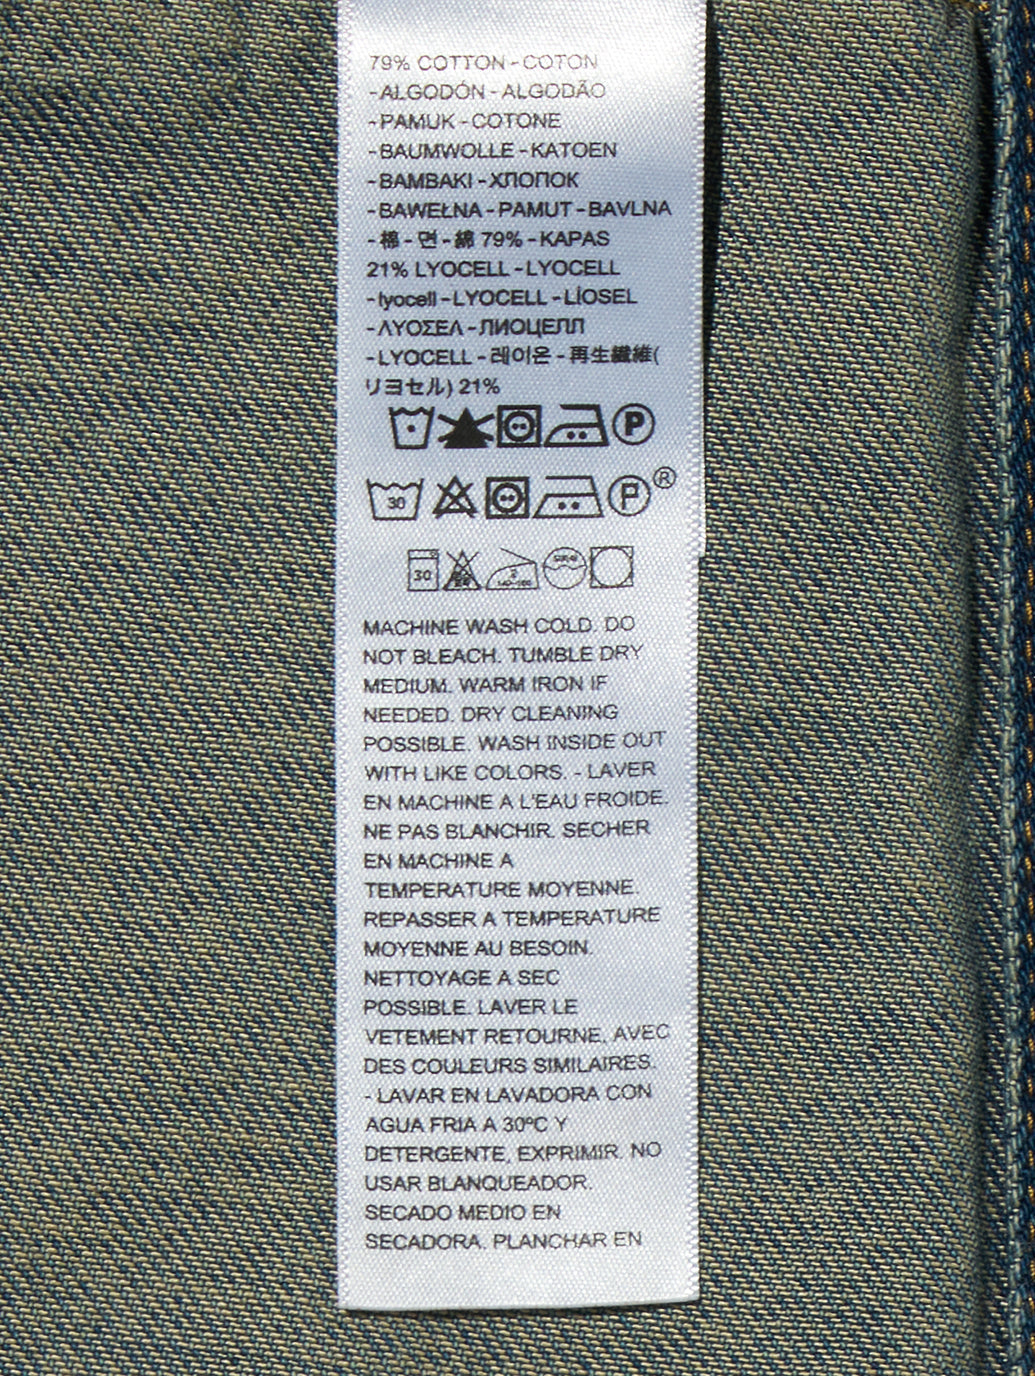 79% COTTON - COTON
- ALGODÓN - ALGODÃO
- PAMUK - COTONE
- BAUMWOLLE - KATOEN
- BAMBAKI - ХЛОПОК
- BAWEŁNA - PAMUT - BAVLNA
- 棉 - 면 - 綿 79% - KAPAS
21% LYOCELL - LYOCELL
- lyocell - LYOCELL - LİOSEL
- ΛΥΟΣΕΛ - ЛИОЦЕЛЛ
- LYOCELL - 레이온 - 再生繊維(
リヨセル) 21%
P
30 P ®
30
MACHINE WASH COLD. DO
NOT BLEACH. TUMBLE DRY
MEDIUM. WARM IRON IF
NEEDED. DRY CLEANING
POSSIBLE. WASH INSIDE OUT
WITH LIKE COLORS. - LAVER
EN MACHINE A L'EAU FROIDE.
NE PAS BLANCHIR. SECHER
EN MACHINE A
TEMPERATURE MOYENNE.
REPASSER A TEMPERATURE
MOYENNE AU BESOIN.
NETTOYAGE A SEC
POSSIBLE. LAVER LE
VETEMENT RETOURNE, AVEC
DES COULEURS SIMILAIRES.
- LAVAR EN LAVADORA CON
AGUA FRIA A 30ºC Y
DETERGENTE, EXPRIMIR. NO
USAR BLANQUEADOR.
SECADO MEDIO EN
SECADORA. PLANCHAR EN